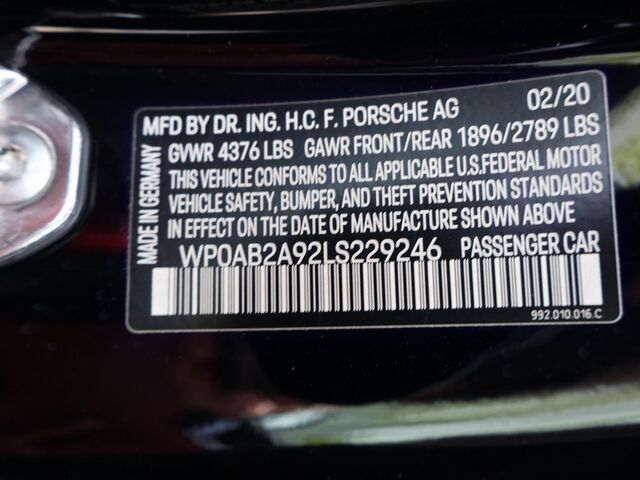 MFD BY DR. ING. H.C. F. PORSCHE AG 02/20
GVWR 4376 LBS GAWR FRONT/REAR 1896/2789 LBS
THIS VEHICLE CONFORMS TO ALL APPLICABLE U.S.FEDERAL MOTOR
VEHICLE SAFETY, BUMPER, AND THEFT PREVENTION STANDARDS
IN EFFECT ON THE DATE OF MANUFACTURE SHOWN ABOVE
WP0AB2A92LS229246 PASSENGER CAR
MADE IN GERMANY
992.010.016.C